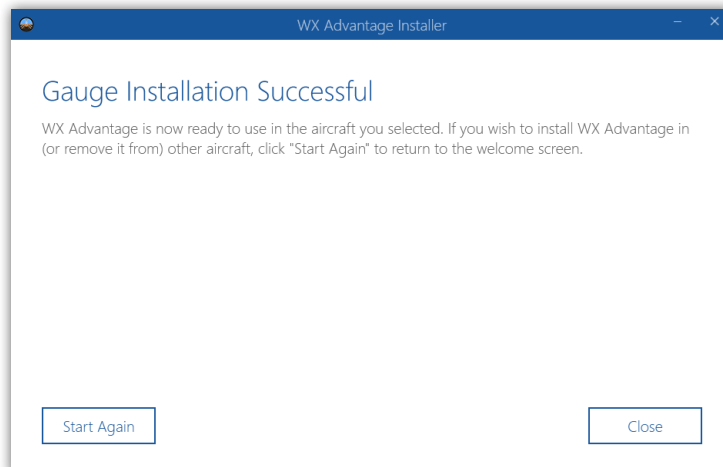 WX Advantage Installer
Gauge Installation Successful
WX Advantage is now ready to use in the aircraft you selected. If you wish to install WX Advantage in
(or remove it from) other aircraft, click "Start Again" to return to the welcome screen.
Start Again
Close